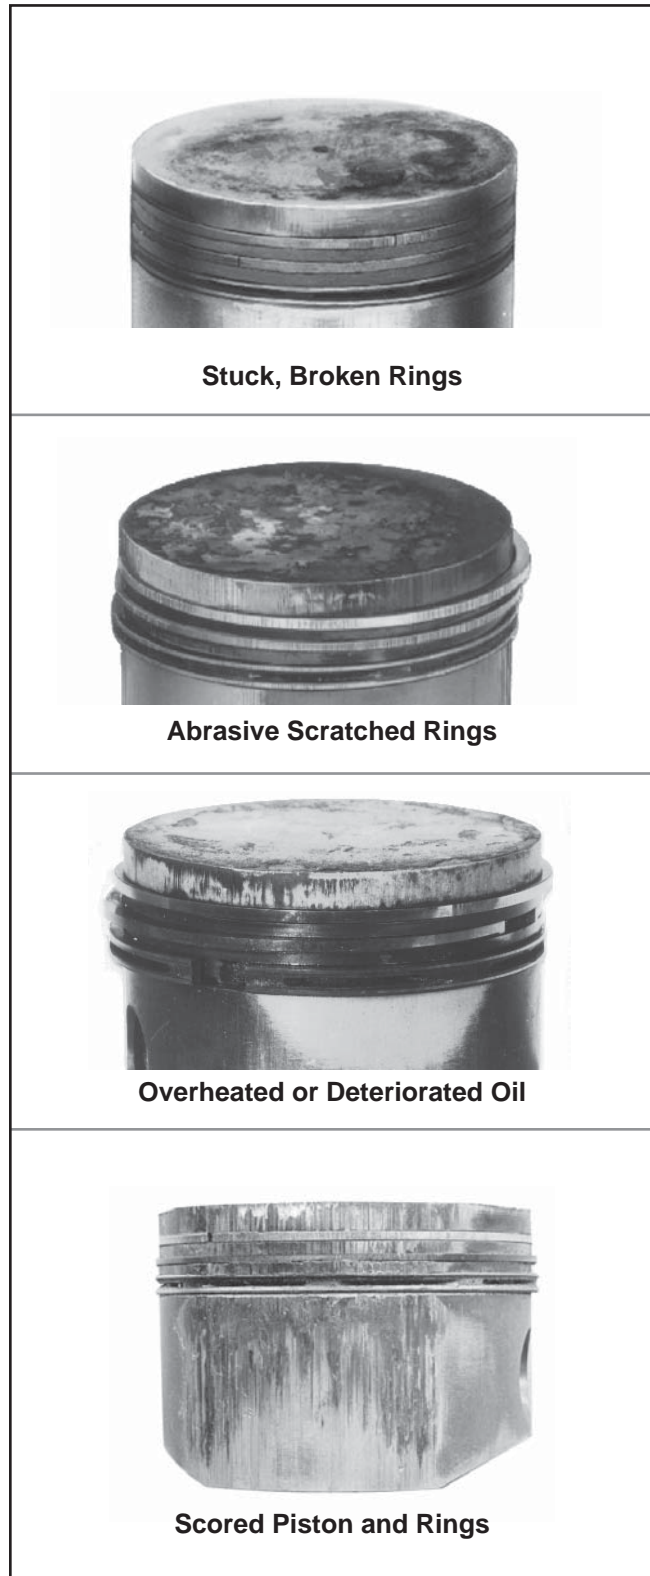 Stuck, Broken Rings
Abrasive Scratched Rings
Overheated or Deteriorated Oil
Scored Piston and Rings